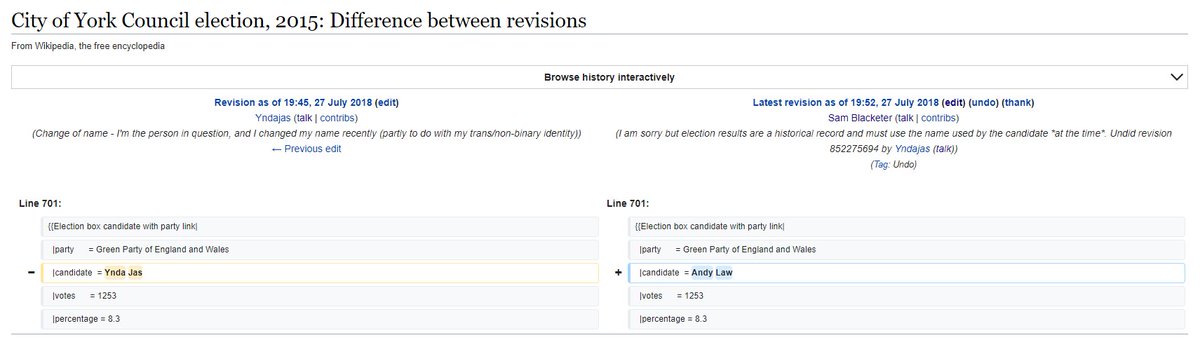 City of York Council election, 2015: Difference between revisions
From Wikipedia, the free encyclopedia
Browse history interactively
Revision as of 19:45, 27 July 2018 (edit)
Yndajas (talk | contribs)
(Change of name - I'm the person in question, and I changed my name recently (partly to do with my trans/non-binary identity))
← Previous edit
Latest revision as of 19:52, 27 July 2018 (edit) (undo) (thank)
Sam Blacketer (talk | contribs)
(I am sorry but election results are a historical record and must use the name used by the candidate *at the time*. Undid revision
852275694 by Yndajas (talk))
(Tag: Undo)
Line 701:
{{Election box candidate with party link|
|party = Green Party of England and Wales
− |candidate = Ynda Jas
|votes = 1253
|percentage = 8.3
Line 701:
{{Election box candidate with party link|
|party = Green Party of England and Wales
+ |candidate = Andy Law
|votes = 1253
|percentage = 8.3